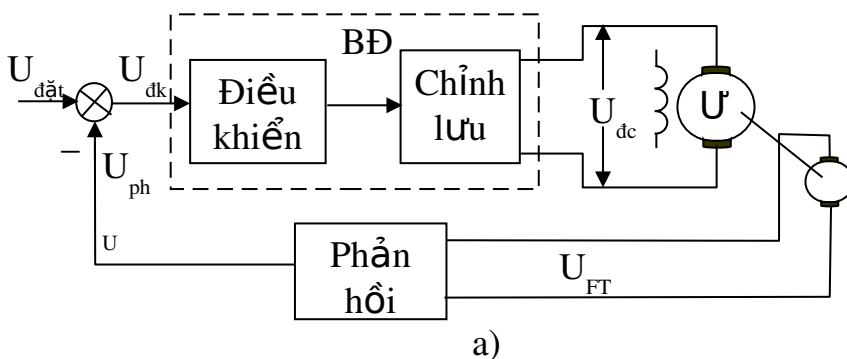 BĐ
U đặt
U đk
Điều
khiển
Chỉnh
lưu
U đc
Ư
–
U ph
U
Phản
hồi
U FT
a)